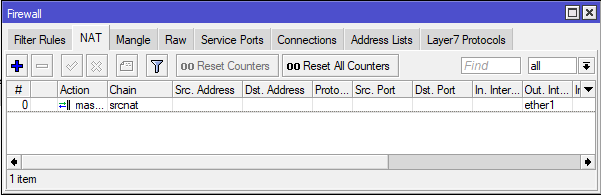 Firewall
Filter Rules NAT Mangle Raw Service Ports Connections Address Lists Layer7 Protocols
00 Reset Counters 00 Reset All Counters Find all
# Action Chain Src. Address Dst. Address Proto... Src. Port Dst. Port In. Inter... Out. Int... In
0 mas... srcnat ether1
1 item